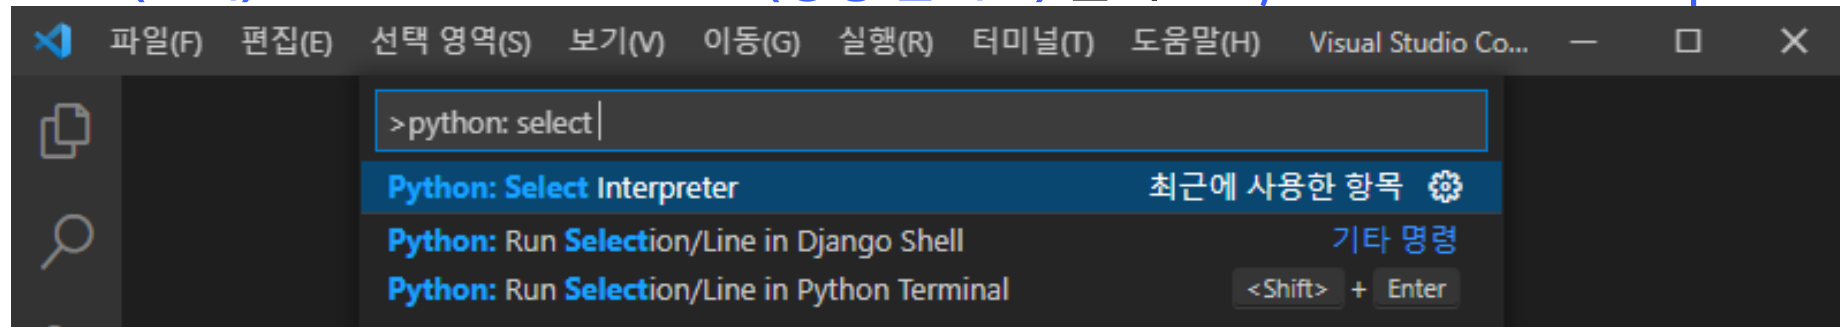 파일(F) 편집(E) 선택 영역(S) 보기(V) 이동(G) 실행(R) 터미널(T) 도움말(H) Visual Studio Co...
>python: select
Python: Select Interpreter 최근에 사용한 항목
Python: Run Selection/Line in Django Shell 기타 명령
Python: Run Selection/Line in Python Terminal <Shift> + Enter